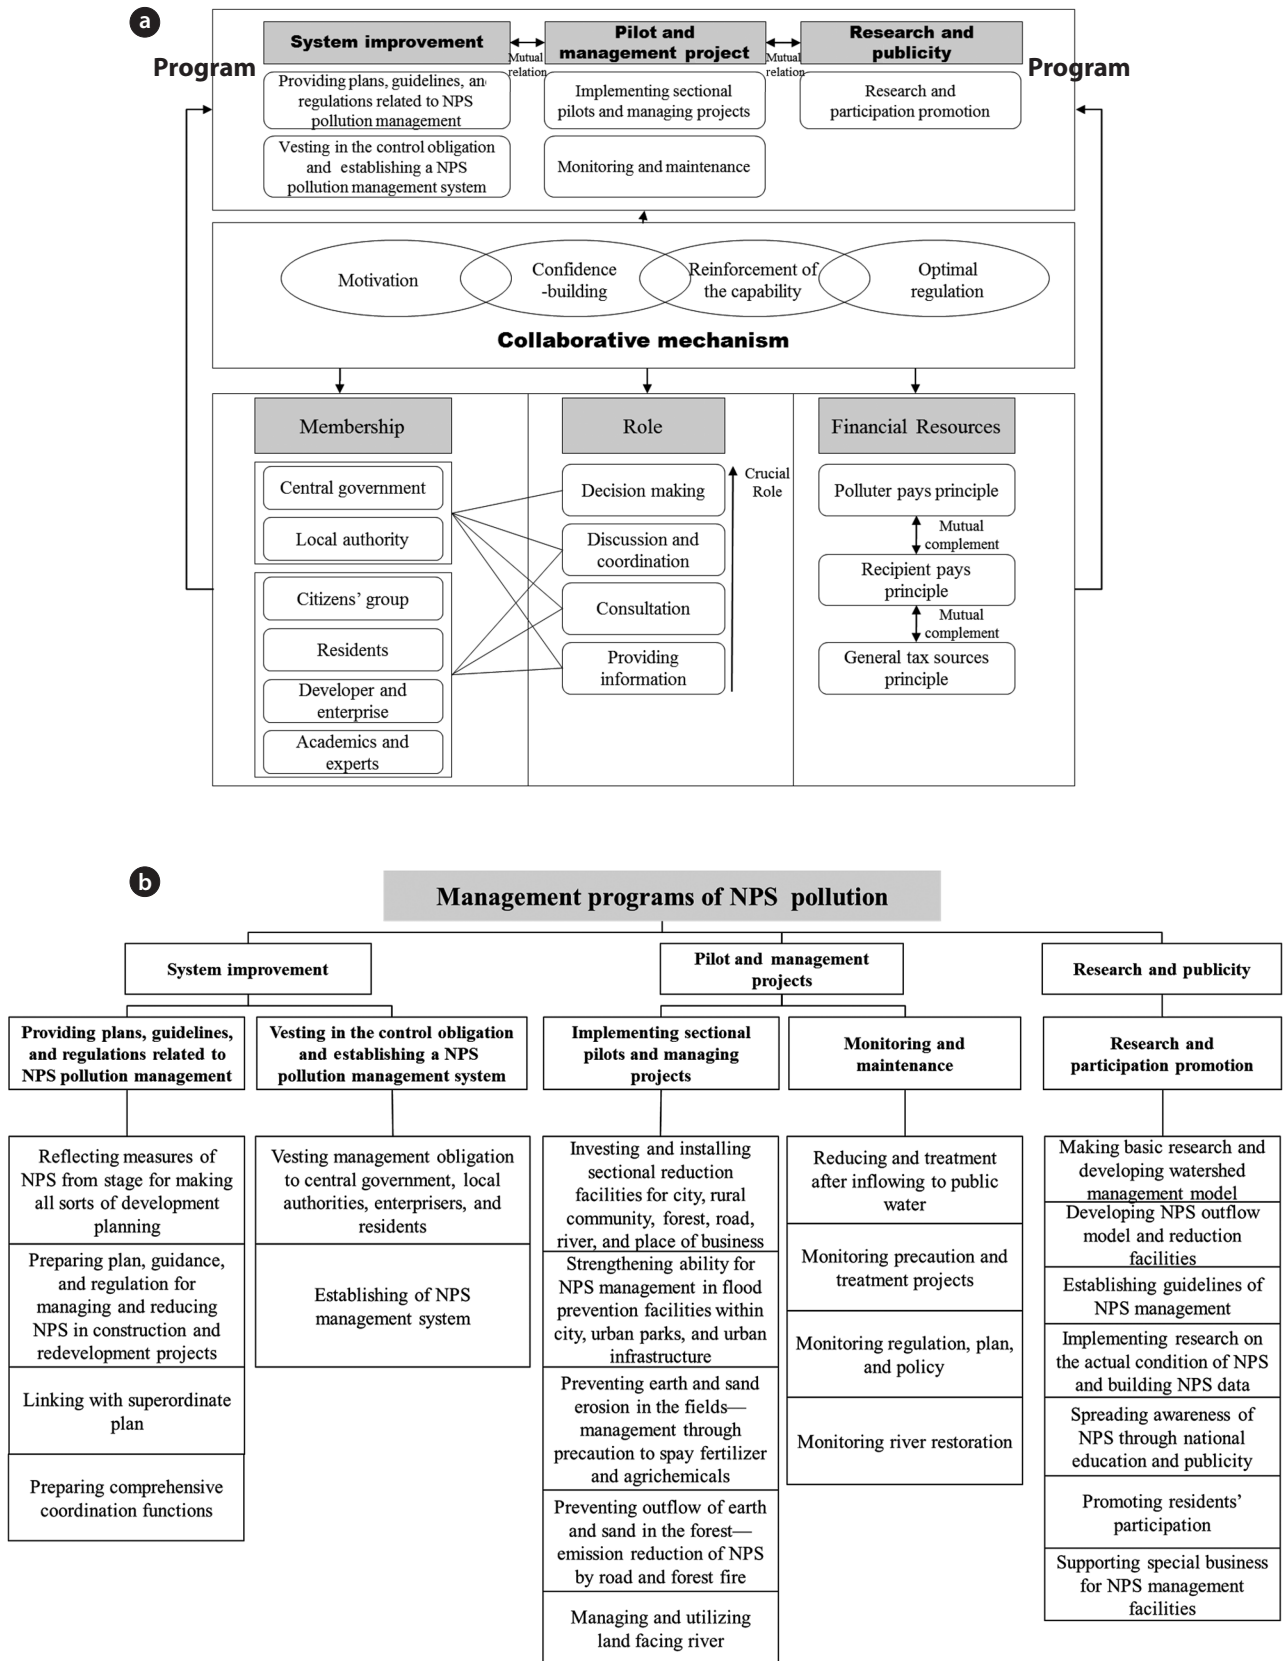 a
Program
Program
System improvement
Mutual
relation
Pilot and
management project
Mutual
relation
Research and
publicity
Providing plans, guidelines, an
regulations related to NPS
pollution management
Vesting in the control obligation
and establishing a NPS
pollution management system
Implementing sectional
pilots and managing projects
Monitoring and maintenance
Research and
participation promotion
Motivation
Confidence
-building
Reinforcement of
the capability
Optimal
regulation
Collaborative mechanism
Membership
Central government
Local authority
Citizens’ group
Residents
Developer and
enterprise
Academics and
experts
Role
Decision making
Discussion and
coordination
Consultation
Providing
information
Crucial
Role
Financial Resources
Polluter pays principle
Mutual
complement
Recipient pays
principle
Mutual
complement
General tax sources
principle
b
Management programs of NPS pollution
System improvement
Pilot and management
projects
Research and publicity
Providing plans, guidelines,
and regulations related to
NPS pollution management
Vesting in the control obligation
and establishing a NPS
pollution management system
Implementing sectional
pilots and managing
projects
Monitoring and
maintenance
Research and
participation promotion
Reflecting measures of
NPS from stage for making
all sorts of development
planning
Preparing plan, guidance,
and regulation for
managing and reducing
NPS in construction and
redevelopment projects
Linking with superordinate
plan
Preparing comprehensive
coordination functions
Vesting management obligation
to central government, local
authorities, enterprisers, and
residents
Establishing of NPS
management system
Investing and installing
sectional reduction
facilities for city, rural
community, forest, road,
river, and place of business
Strengthening ability for
NPS management in flood
prevention facilities within
city, urban parks, and urban
infrastructure
Preventing earth and sand
erosion in the fields—
management through
precaution to spay fertilizer
and agrichemicals
Preventing outflow of earth
and sand in the forest—
emission reduction of NPS
by road and forest fire
Managing and utilizing
land facing river
Reducing and treatment
after inflowing to public
water
Monitoring precaution and
treatment projects
Monitoring regulation, plan,
and policy
Monitoring river restoration
Making basic research and
developing watershed
management model
Developing NPS outflow
model and reduction
facilities
Establishing guidelines of
NPS management
Implementing research on
the actual condition of NPS
and building NPS data
Spreading awareness of
NPS through national
education and publicity
Promoting residents’
participation
Supporting special business
for NPS management
facilities